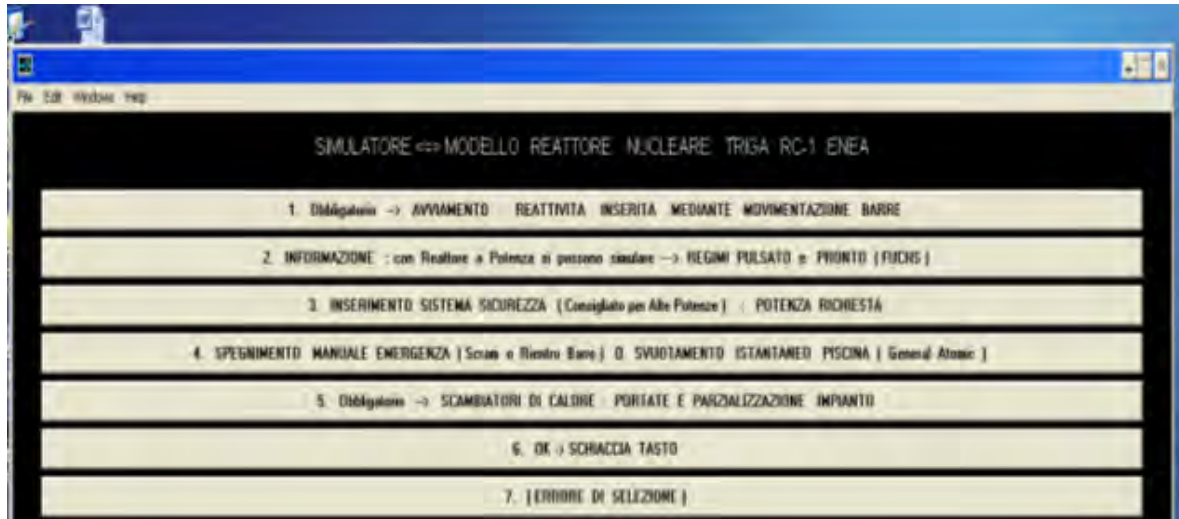 File Edit Windows Help
SIMULATORE <=> MODELLO REATTORE NUCLEARE TRIGA RC-1 ENEA
1. Obbligatorio -> AVVIAMENTO : REATTIVITA INSERITA MEDIANTE MOVIMENTAZIONE BARRE
2. INFORMAZIONE : con Reattore a Potenza si possono simulare --> REGIMI PULSATO e PRONTO ( FUCHS )
3. INSERIMENTO SISTEMA SICUREZZA ( Consigliato per Alte Potenze ) : POTENZA RICHIESTA
4. SPEGNIMENTO MANUALE EMERGENZA ( Scram o Rientro Barre ) O SVUOTAMENTO ISTANTANEO PISCINA ( General Atomic )
5. Obbligatorio -> SCAMBIATORI DI CALORE : PORTATE E PARZIALIZZAZIONE IMPIANTO
6. OK -> SCHIACCIA TASTO
7. ( ERRORE DI SELEZIONE )